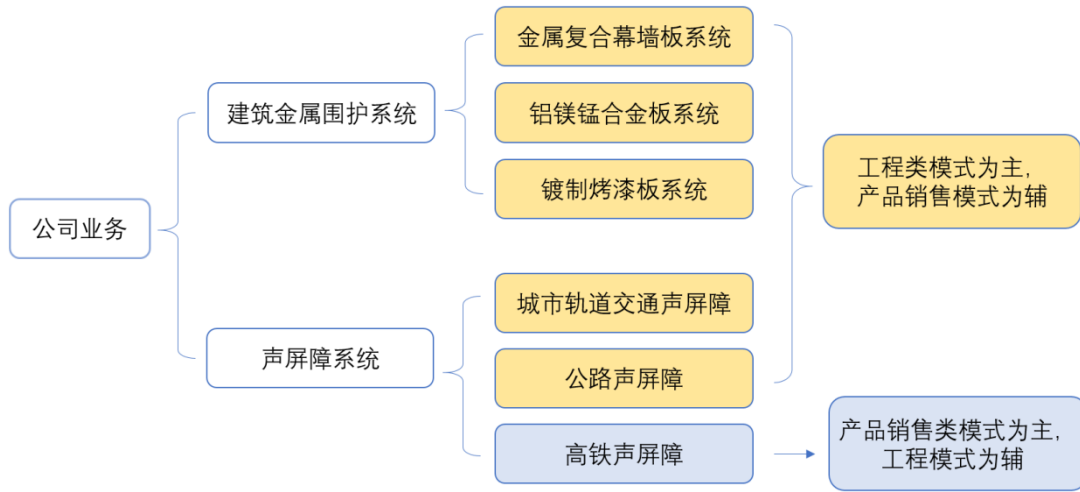 公司业务
建筑金属围护系统
声屏障系统
金属复合幕墙板系统
铝镁锰合金板系统
镀制烤漆板系统
城市轨道交通声屏障
公路声屏障
高铁声屏障
工程类模式为主,
产品销售模式为辅
产品销售类模式为主,
工程模式为辅